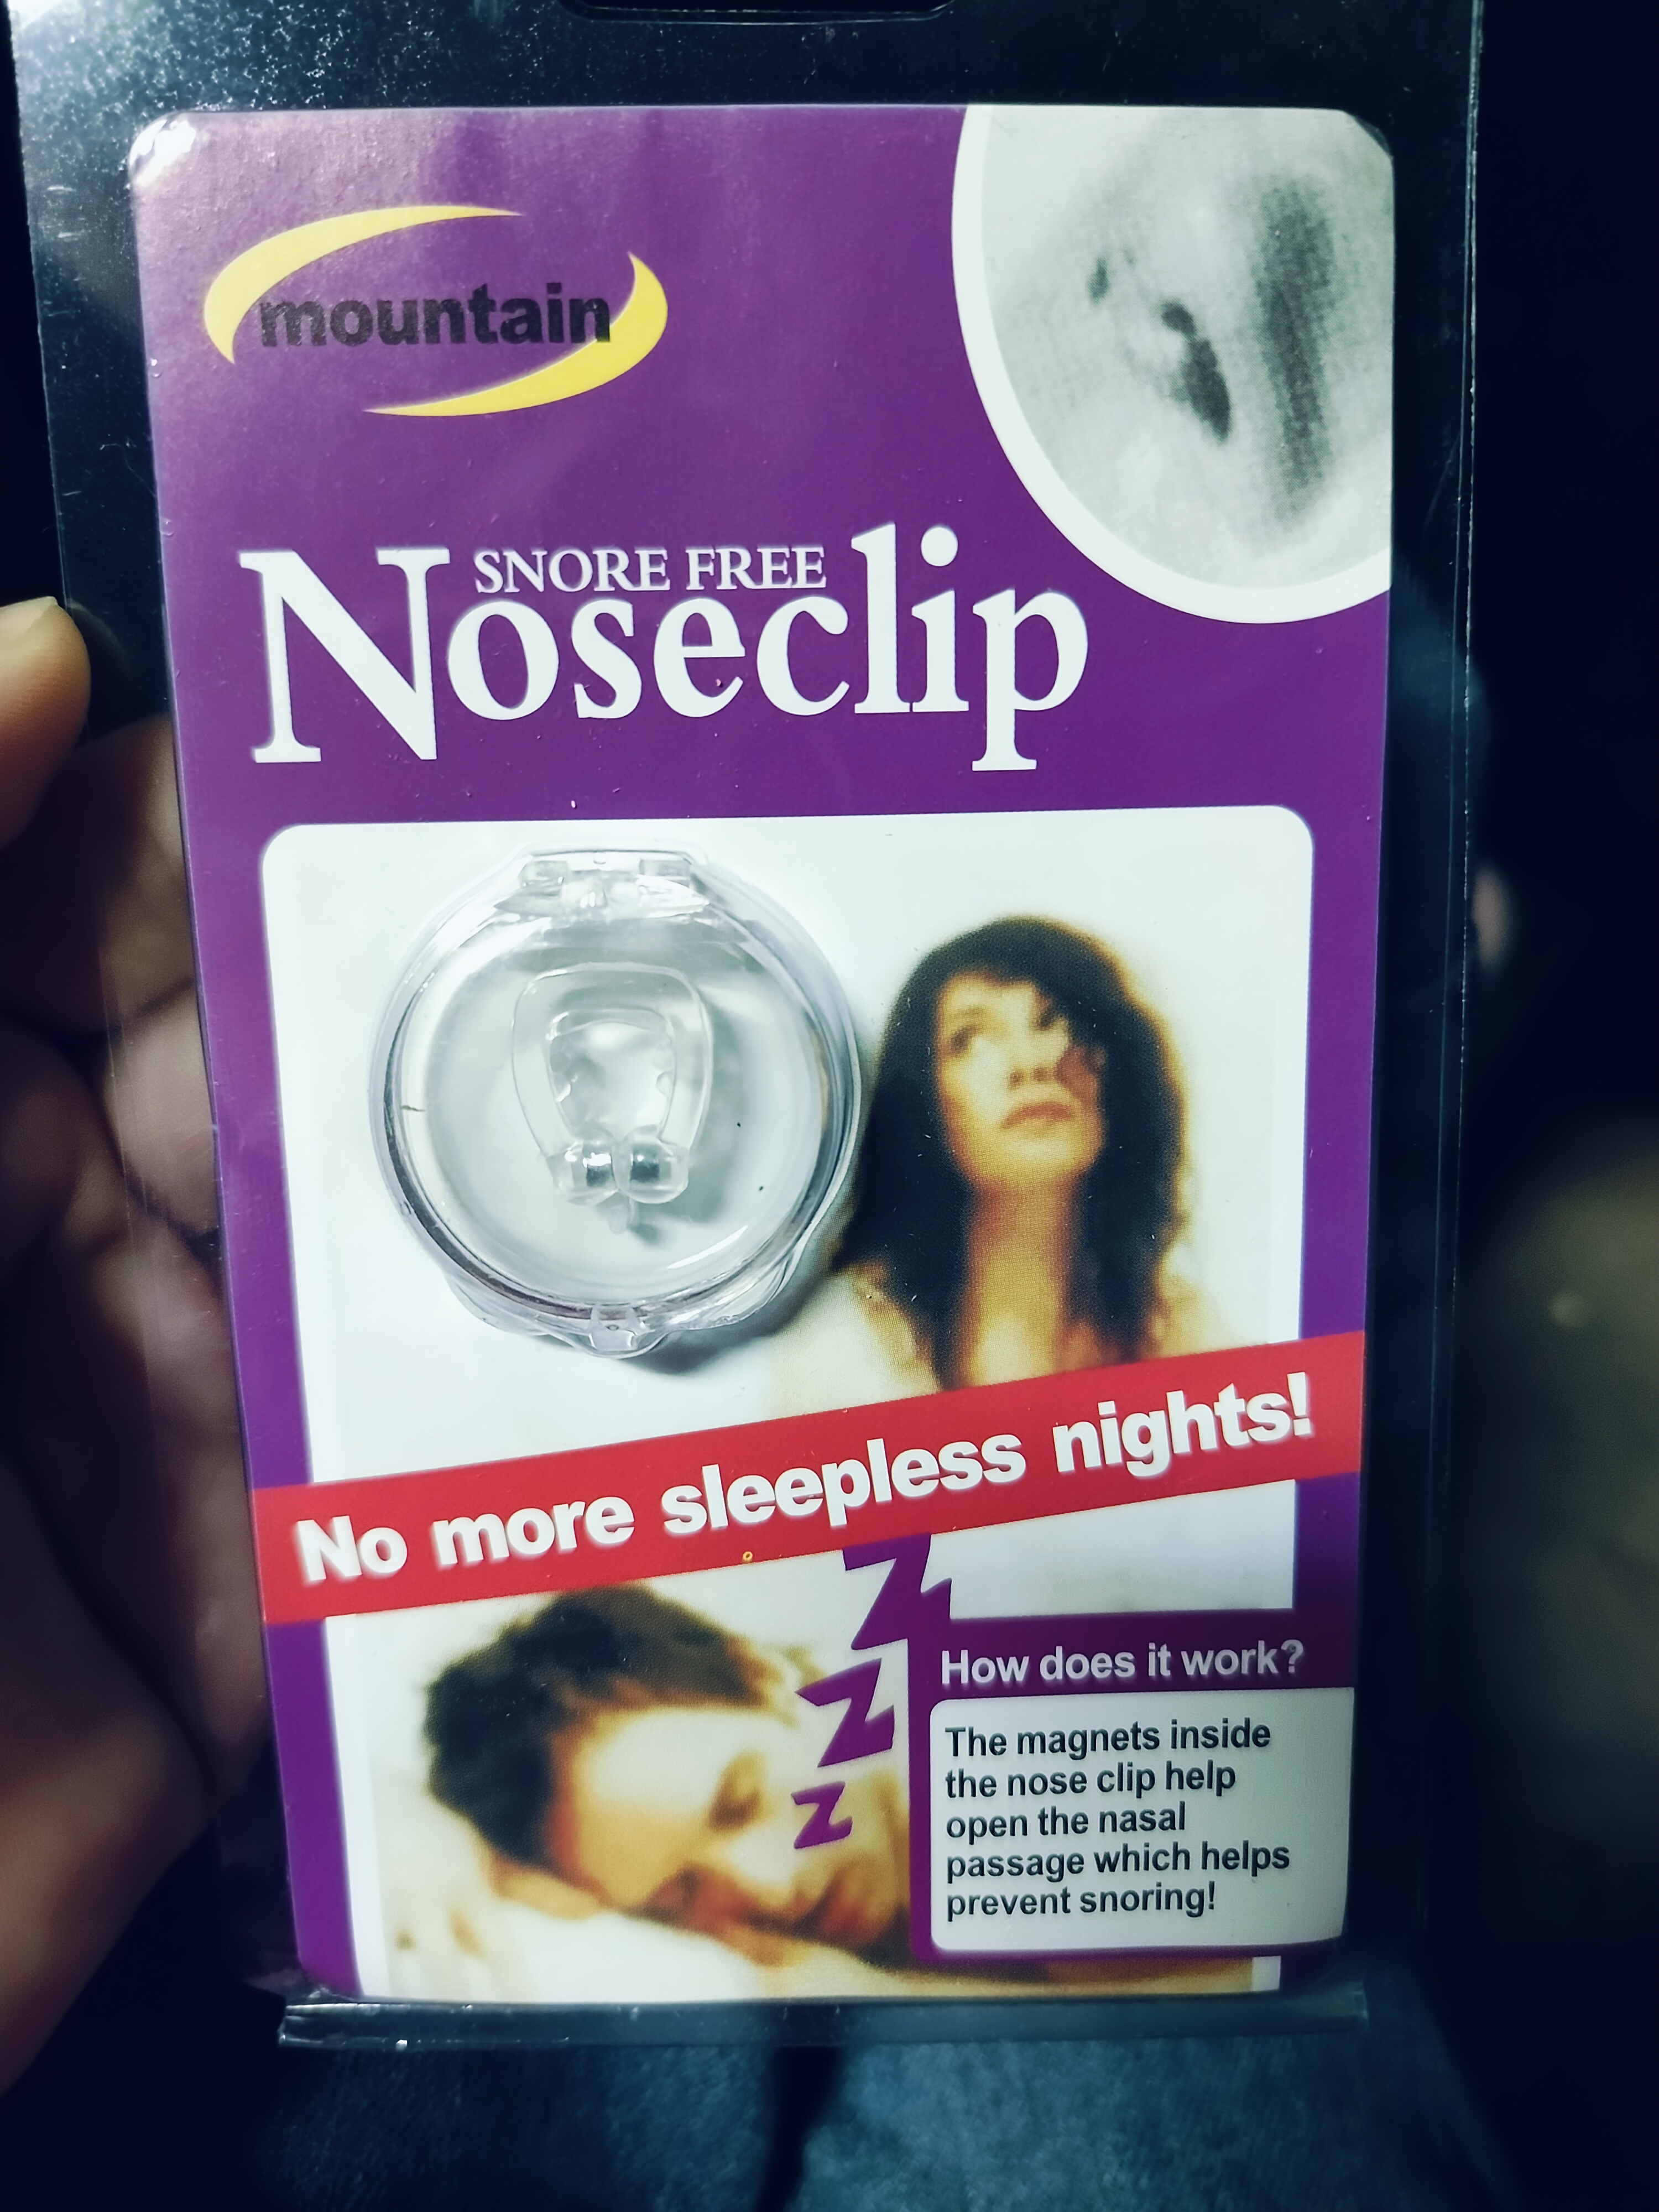 mountain
SNORE FREE
Noseclip
No more sleepless nights!
z
z
z
How does it work?
The magnets inside
the nose clip help
open the nasal
passage which helps
prevent snoring!